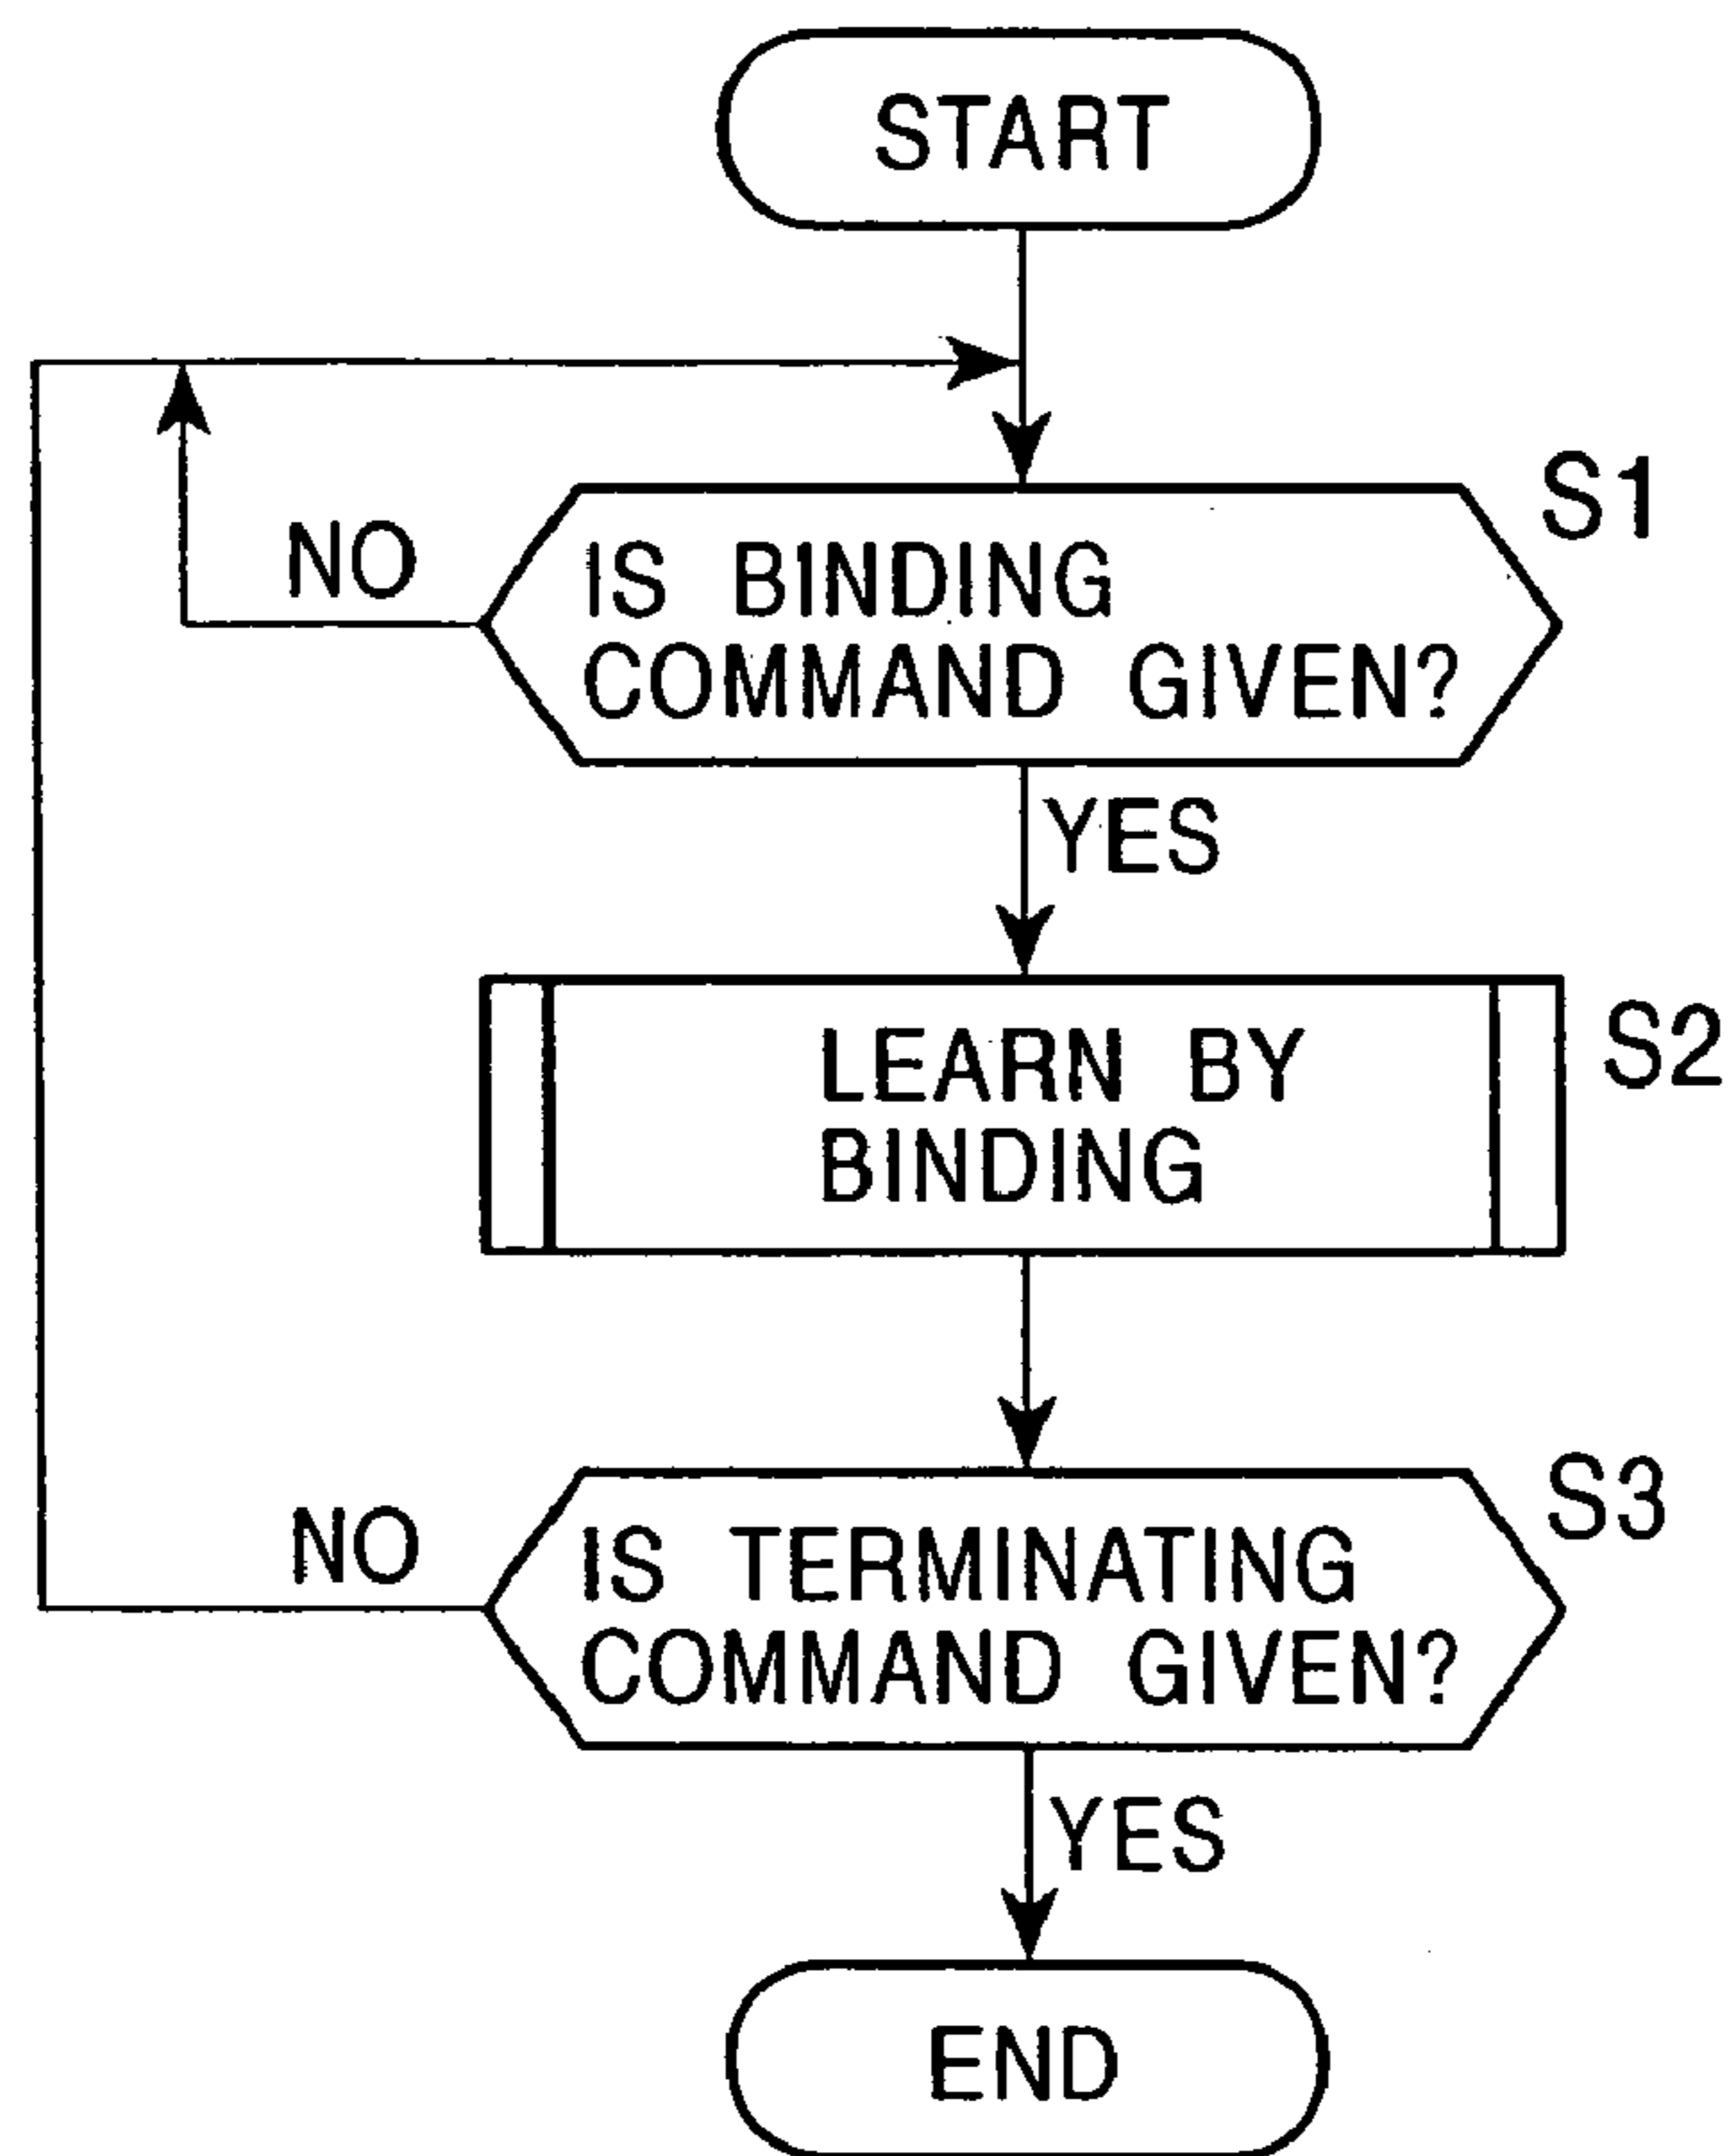 START
S1
NO
IS BINDING
COMMAND GIVEN?
YES
S2
LEARN BY
BINDING
S3
NO
IS TERMINATING
COMMAND GIVEN?
YES
END